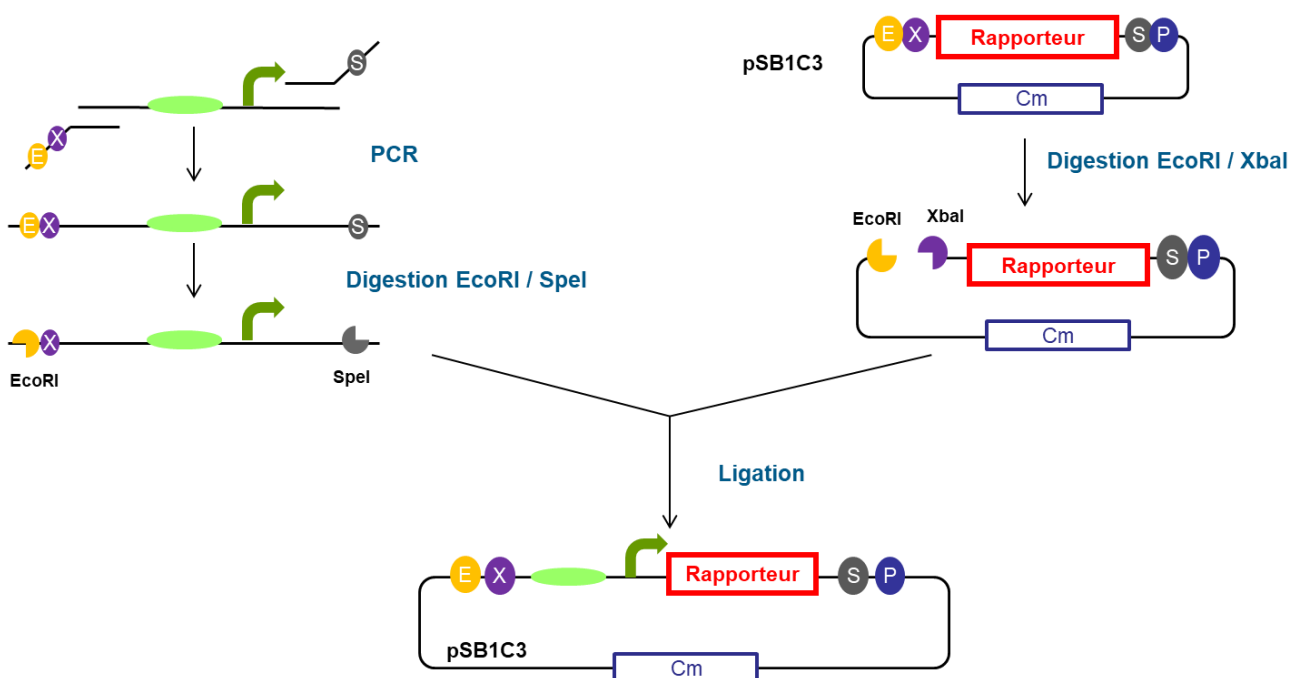 S
E
X
PCR
E
X
S
Digestion EcoRI / SpeI
X
EcoRI
SpeI
pSB1C3
E
X
Rapporteur
S
P
Cm
Digestion EcoRI / XbaI
EcoRI
XbaI
Rapporteur
S
P
Cm
Ligation
E
X
Rapporteur
S
P
pSB1C3
Cm